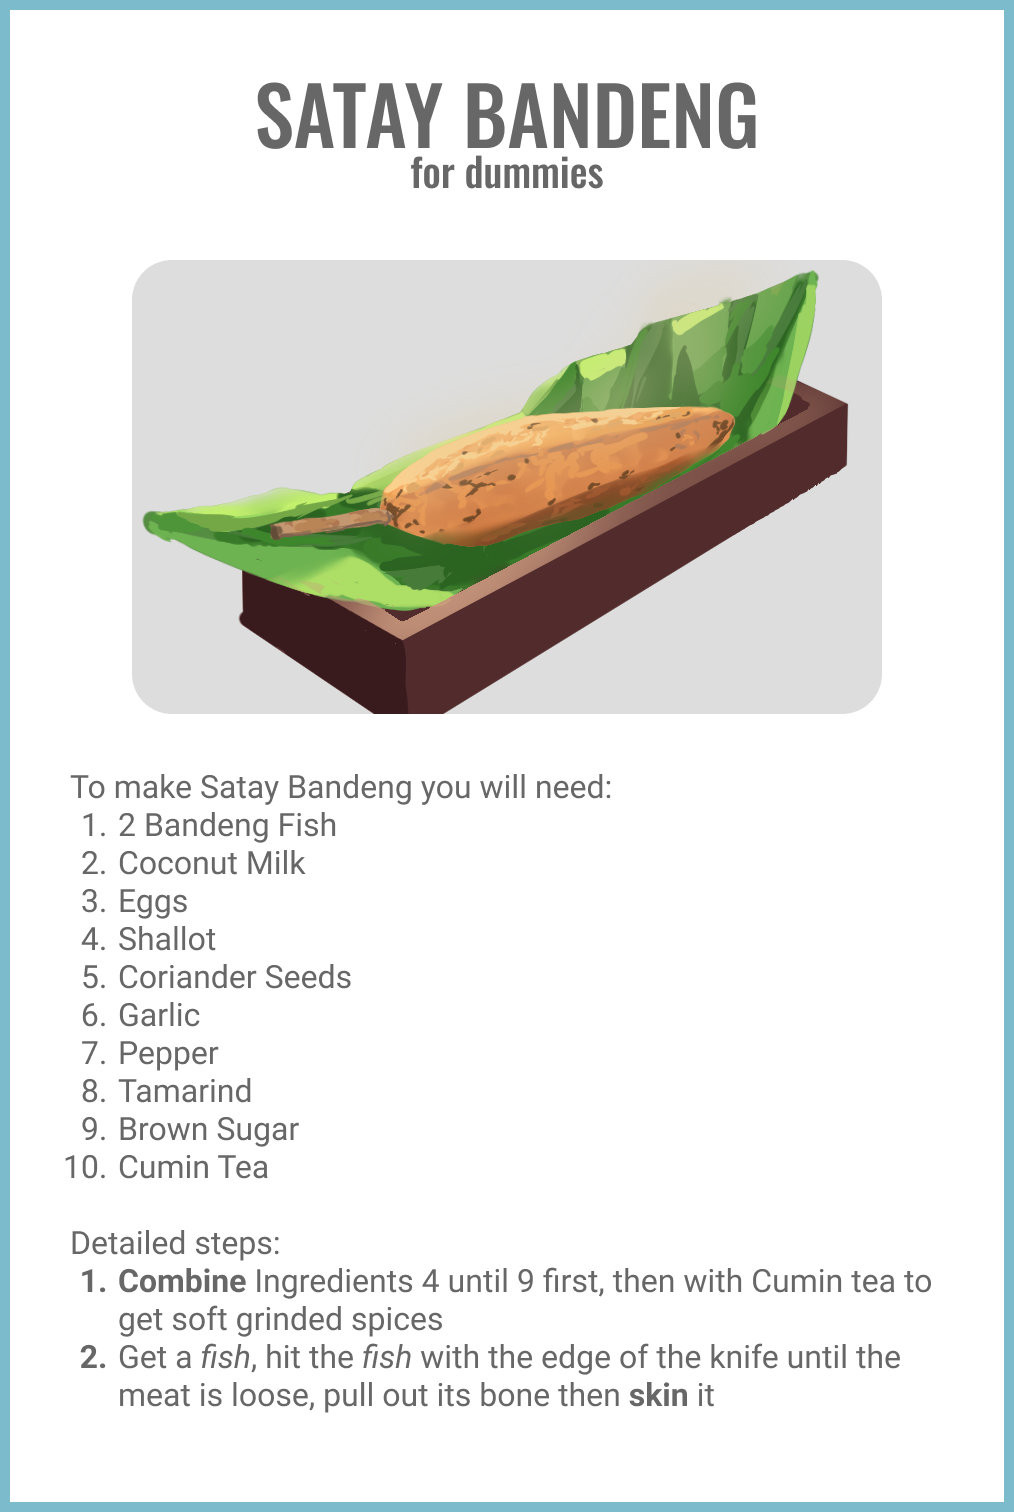 SATAY BANDENG
for dummies
To make Satay Bandeng you will need:
1. 2 Bandeng Fish
2. Coconut Milk
3. Eggs
4. Shallot
5. Coriander Seeds
6. Garlic
7. Pepper
8. Tamarind
9. Brown Sugar
10. Cumin Tea
Detailed steps:
1. Combine Ingredients 4 until 9 first, then with Cumin tea to
get soft grinded spices
2. Get a fish, hit the fish with the edge of the knife until the
meat is loose, pull out its bone then skin it